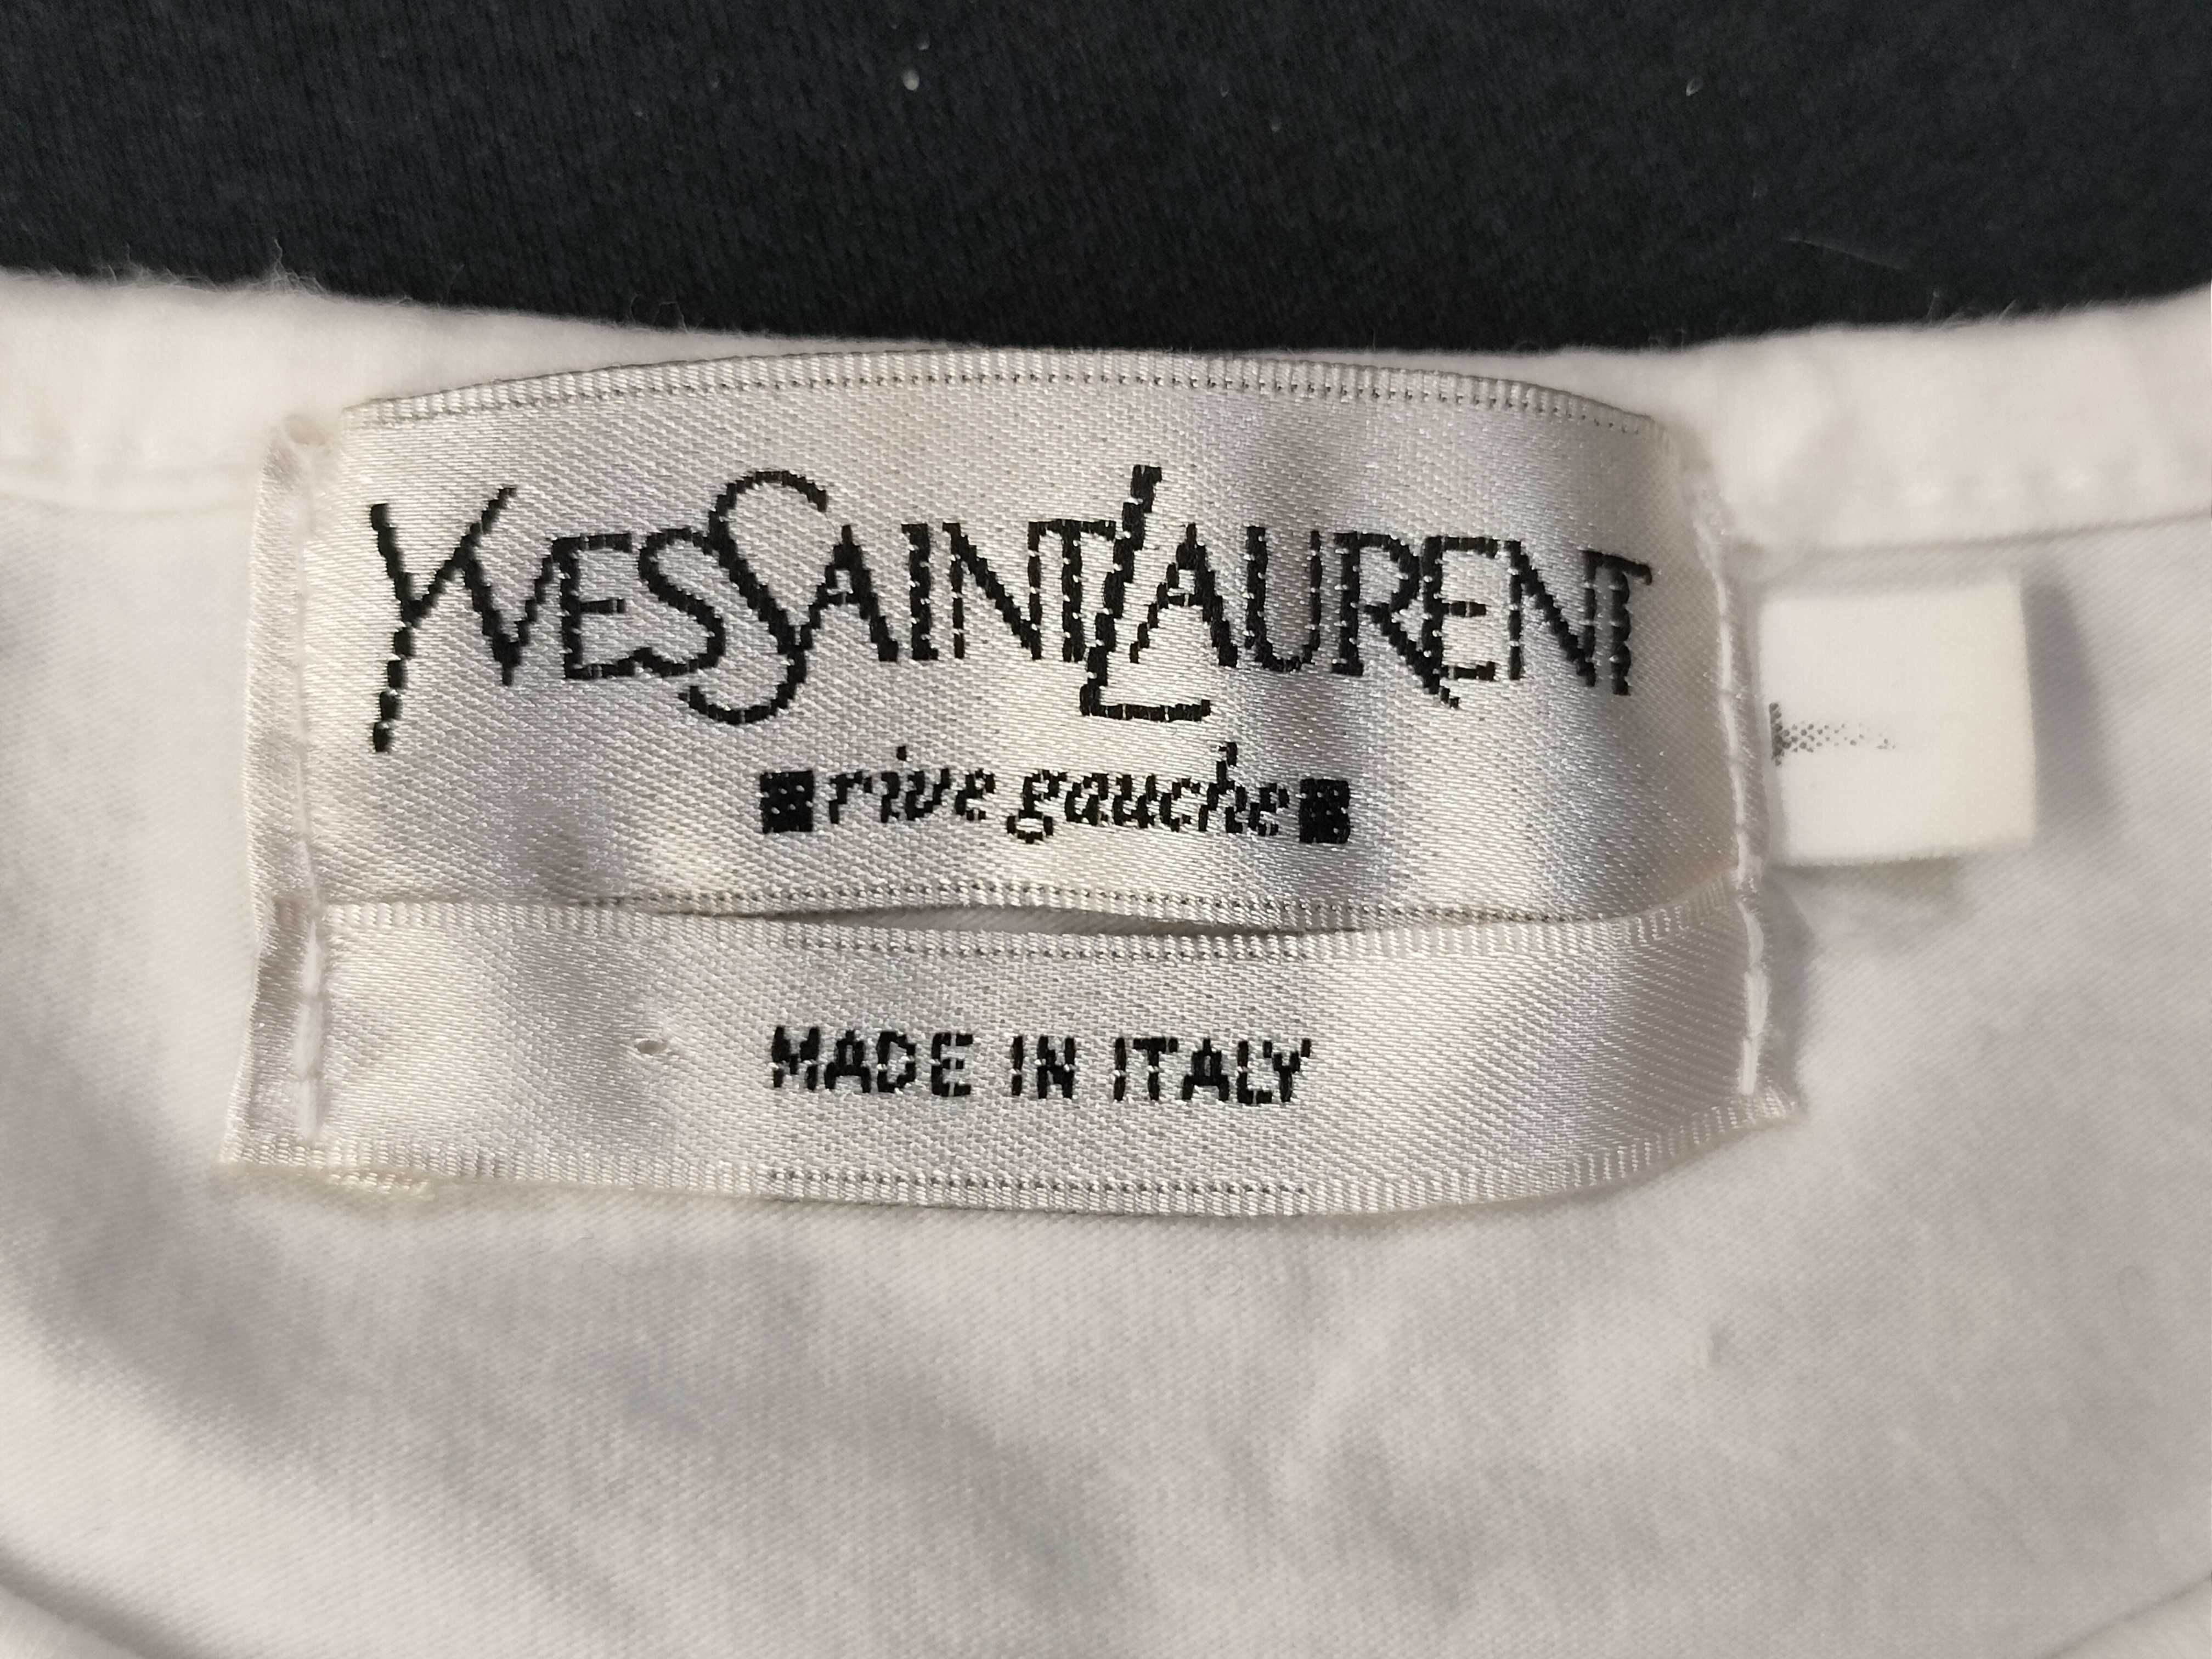 YVESSAINTLAURENT
rive gauche
MADE IN ITALY